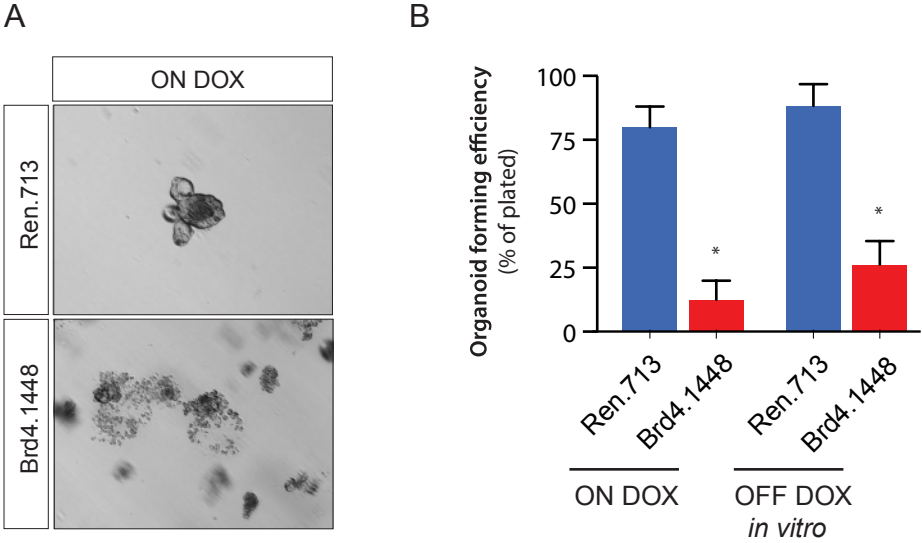 A
ON DOX
Ren.713
Brd4.1448
B
Organoid forming efficiency
(% of plated)
100
75
50
25
0
*
*
Ren.713
Brd4.1448
Ren.713
Brd4.1448
ON DOX
OFF DOX
in vitro